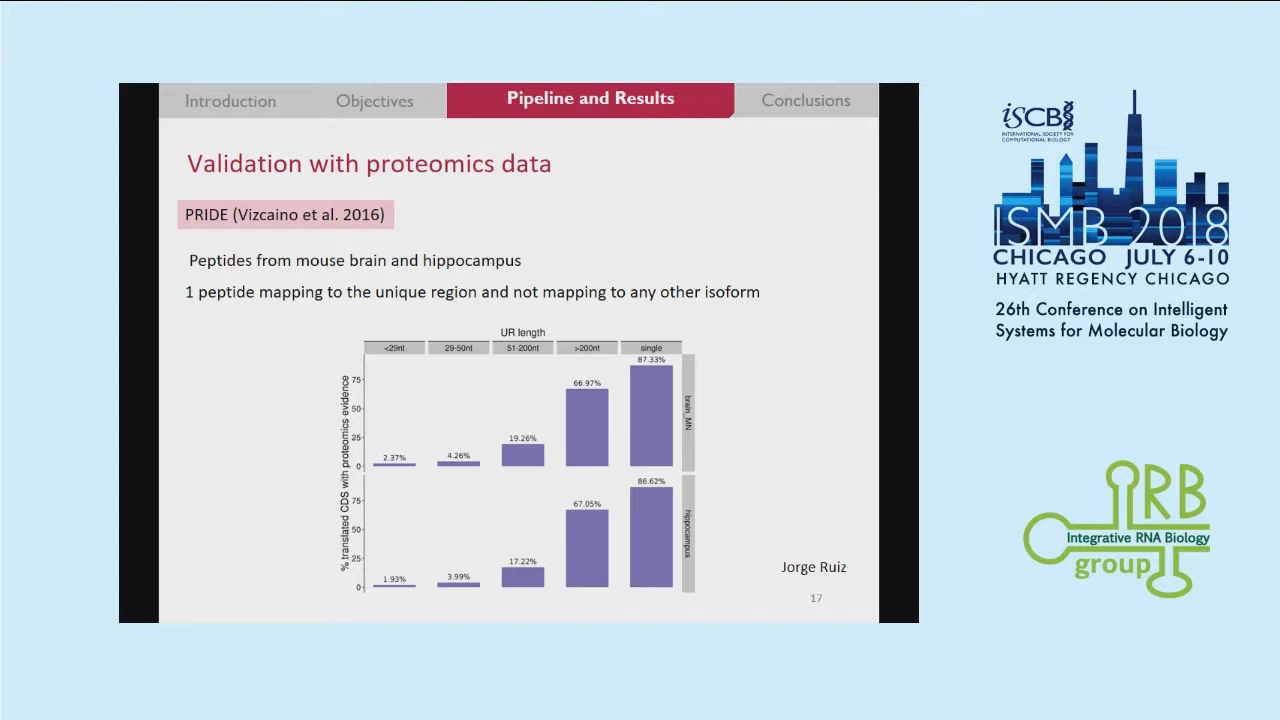 Introduction
Objectives
Pipeline and Results
Conclusions
Validation with proteomics data
PRIDE (Vizcaino et al. 2016)
Peptides from mouse brain and hippocampus
1 peptide mapping to the unique region and not mapping to any other isoform
UR length
<29nt
29-50nt
51-200nt
>200nt
single
% translated CDS with proteomics evidence
75
50
25
0
2.37%
4.26%
19.26%
66.97%
87.33%
brain_MN
75
50
25
0
1.93%
3.99%
17.22%
67.05%
86.62%
hippocampus
Jorge Ruiz
17
iSCB
INTERNATIONAL SOCIETY FOR
COMPUTATIONAL BIOLOGY
ISMB 2018
CHICAGO JULY 6-10
HYATT REGENCY CHICAGO
26th Conference on Intelligent
Systems for Molecular Biology
IRB
Integrative RNA Biology
group